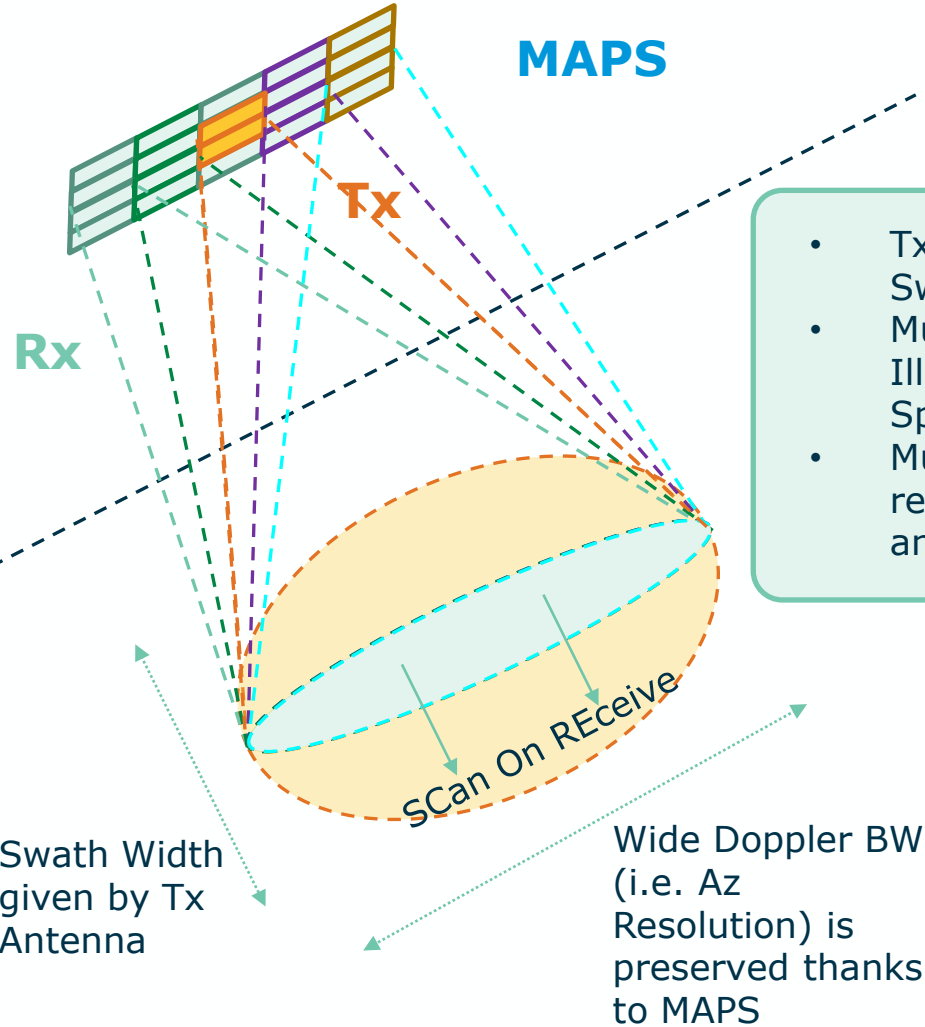 MAPS
Tx
Rx
•
•
•
SCan On REceive
Swath Width
given by Tx
Antenna
Wide Doppler BW
(i.e. Az
Resolution) is
preserved thanks
to MAPS